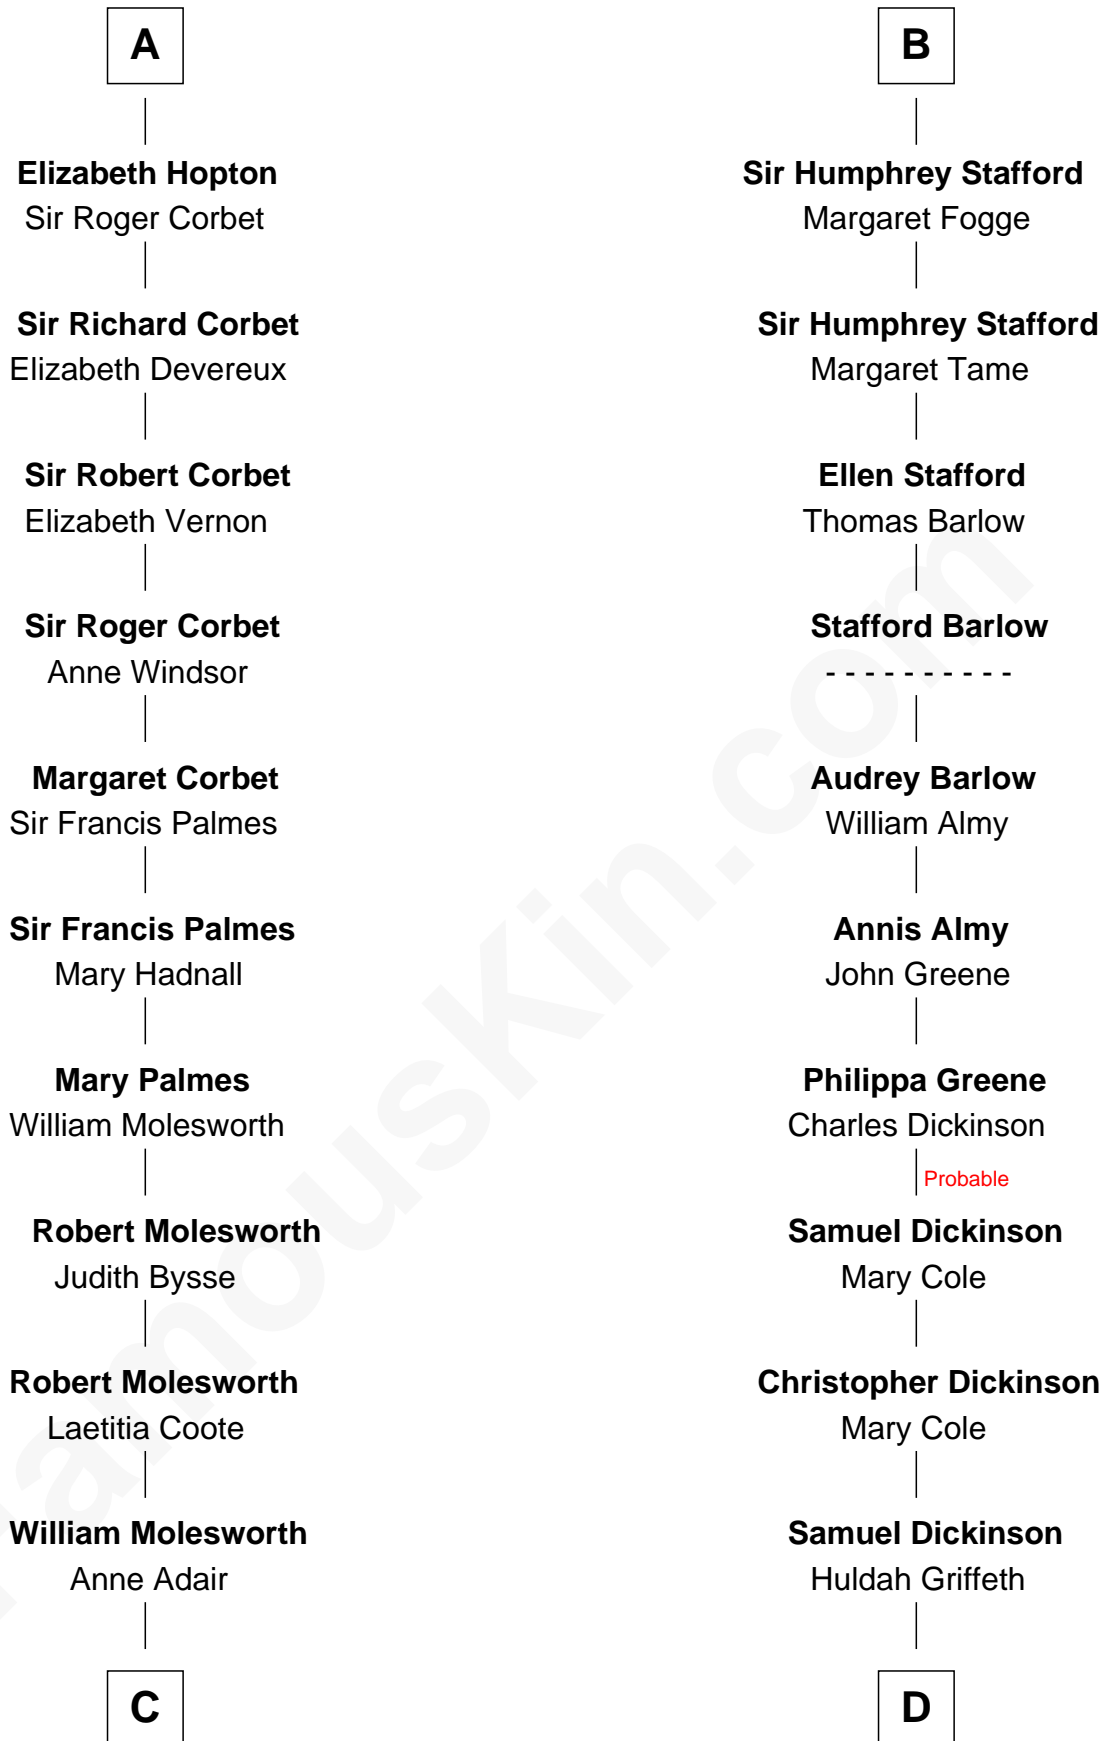 A
Elizabeth Hopton
Sir Roger Corbet
Sir Richard Corbet
Elizabeth Devereux
Sir Robert Corbet
Elizabeth Vernon
Sir Roger Corbet
Anne Windsor
Margaret Corbet
Sir Francis Palmes
Sir Francis Palmes
Mary Hadnall
Mary Palmes
William Molesworth
Robert Molesworth
Judith Bysse
Robert Molesworth
Laetitia Coote
William Molesworth
Anne Adair
C
B
Sir Humphrey Stafford
Margaret Fogge
Sir Humphrey Stafford
Margaret Tame
Ellen Stafford
Thomas Barlow
Stafford Barlow
- - - - - - - - - -
Audrey Barlow
William Almy
Annis Almy
John Greene
Philippa Greene
Charles Dickinson
Probable
Samuel Dickinson
Mary Cole
Christopher Dickinson
Mary Cole
Samuel Dickinson
Huldah Griffeth
D
FamousKin.com